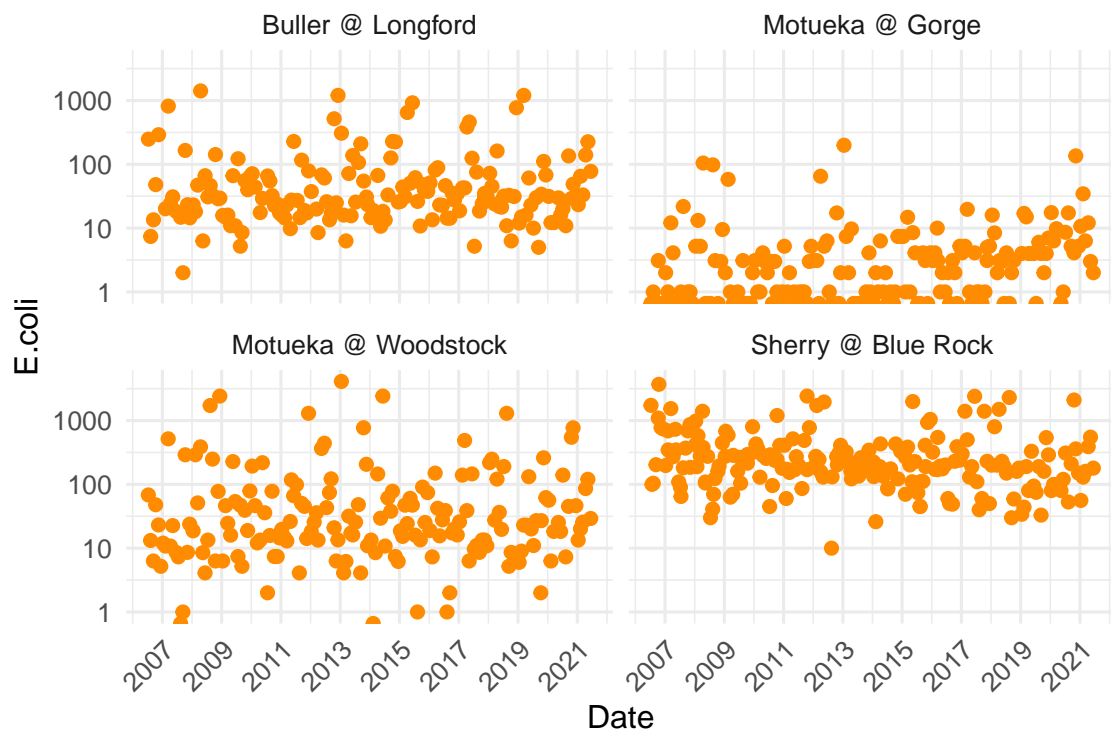 Buller @ Longford
Motueka @ Gorge
1000
100
10
1
E.coli
Motueka @ Woodstock
Sherry @ Blue Rock
1000
100
10
1
2007 2009 2011 2013 2015 2017 2019 2021
2007 2009 2011 2013 2015 2017 2019 2021
Date